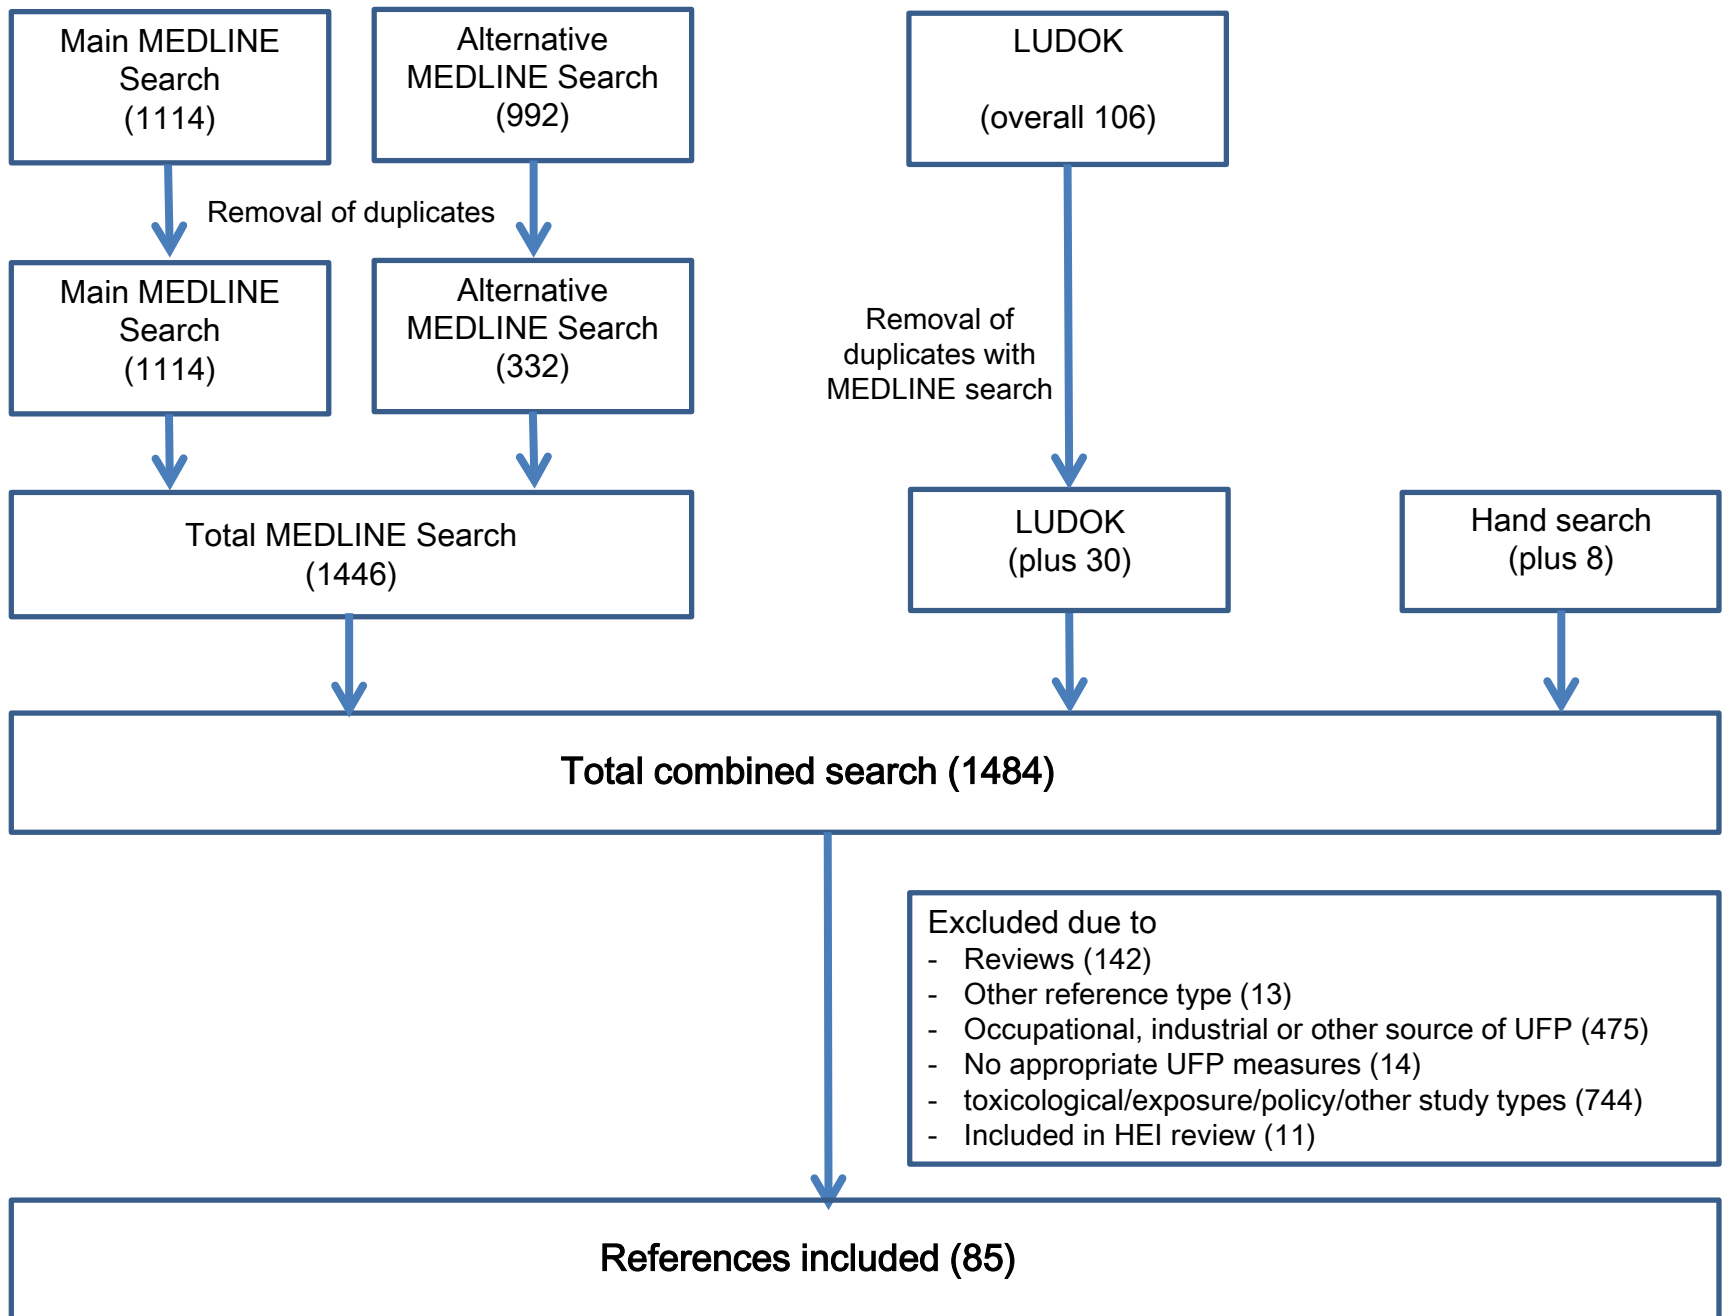 Main MEDLINE
Search
(1114)
Alternative
MEDLINE Search
(992)
LUDOK
(overall 106)
Removal of duplicates
Main MEDLINE
Search
(1114)
Alternative
MEDLINE Search
(332)
Removal of
duplicates with
MEDLINE search
Total MEDLINE Search
(1446)
LUDOK
(plus 30)
Hand search
(plus 8)
Total combined search (1484)
Excluded due to
- Reviews (142)
- Other reference type (13)
- Occupational, industrial or other source of UFP (475)
- No appropriate UFP measures (14)
- toxicological/exposure/policy/other study types (744)
- Included in HEI review (11)
References included (85)